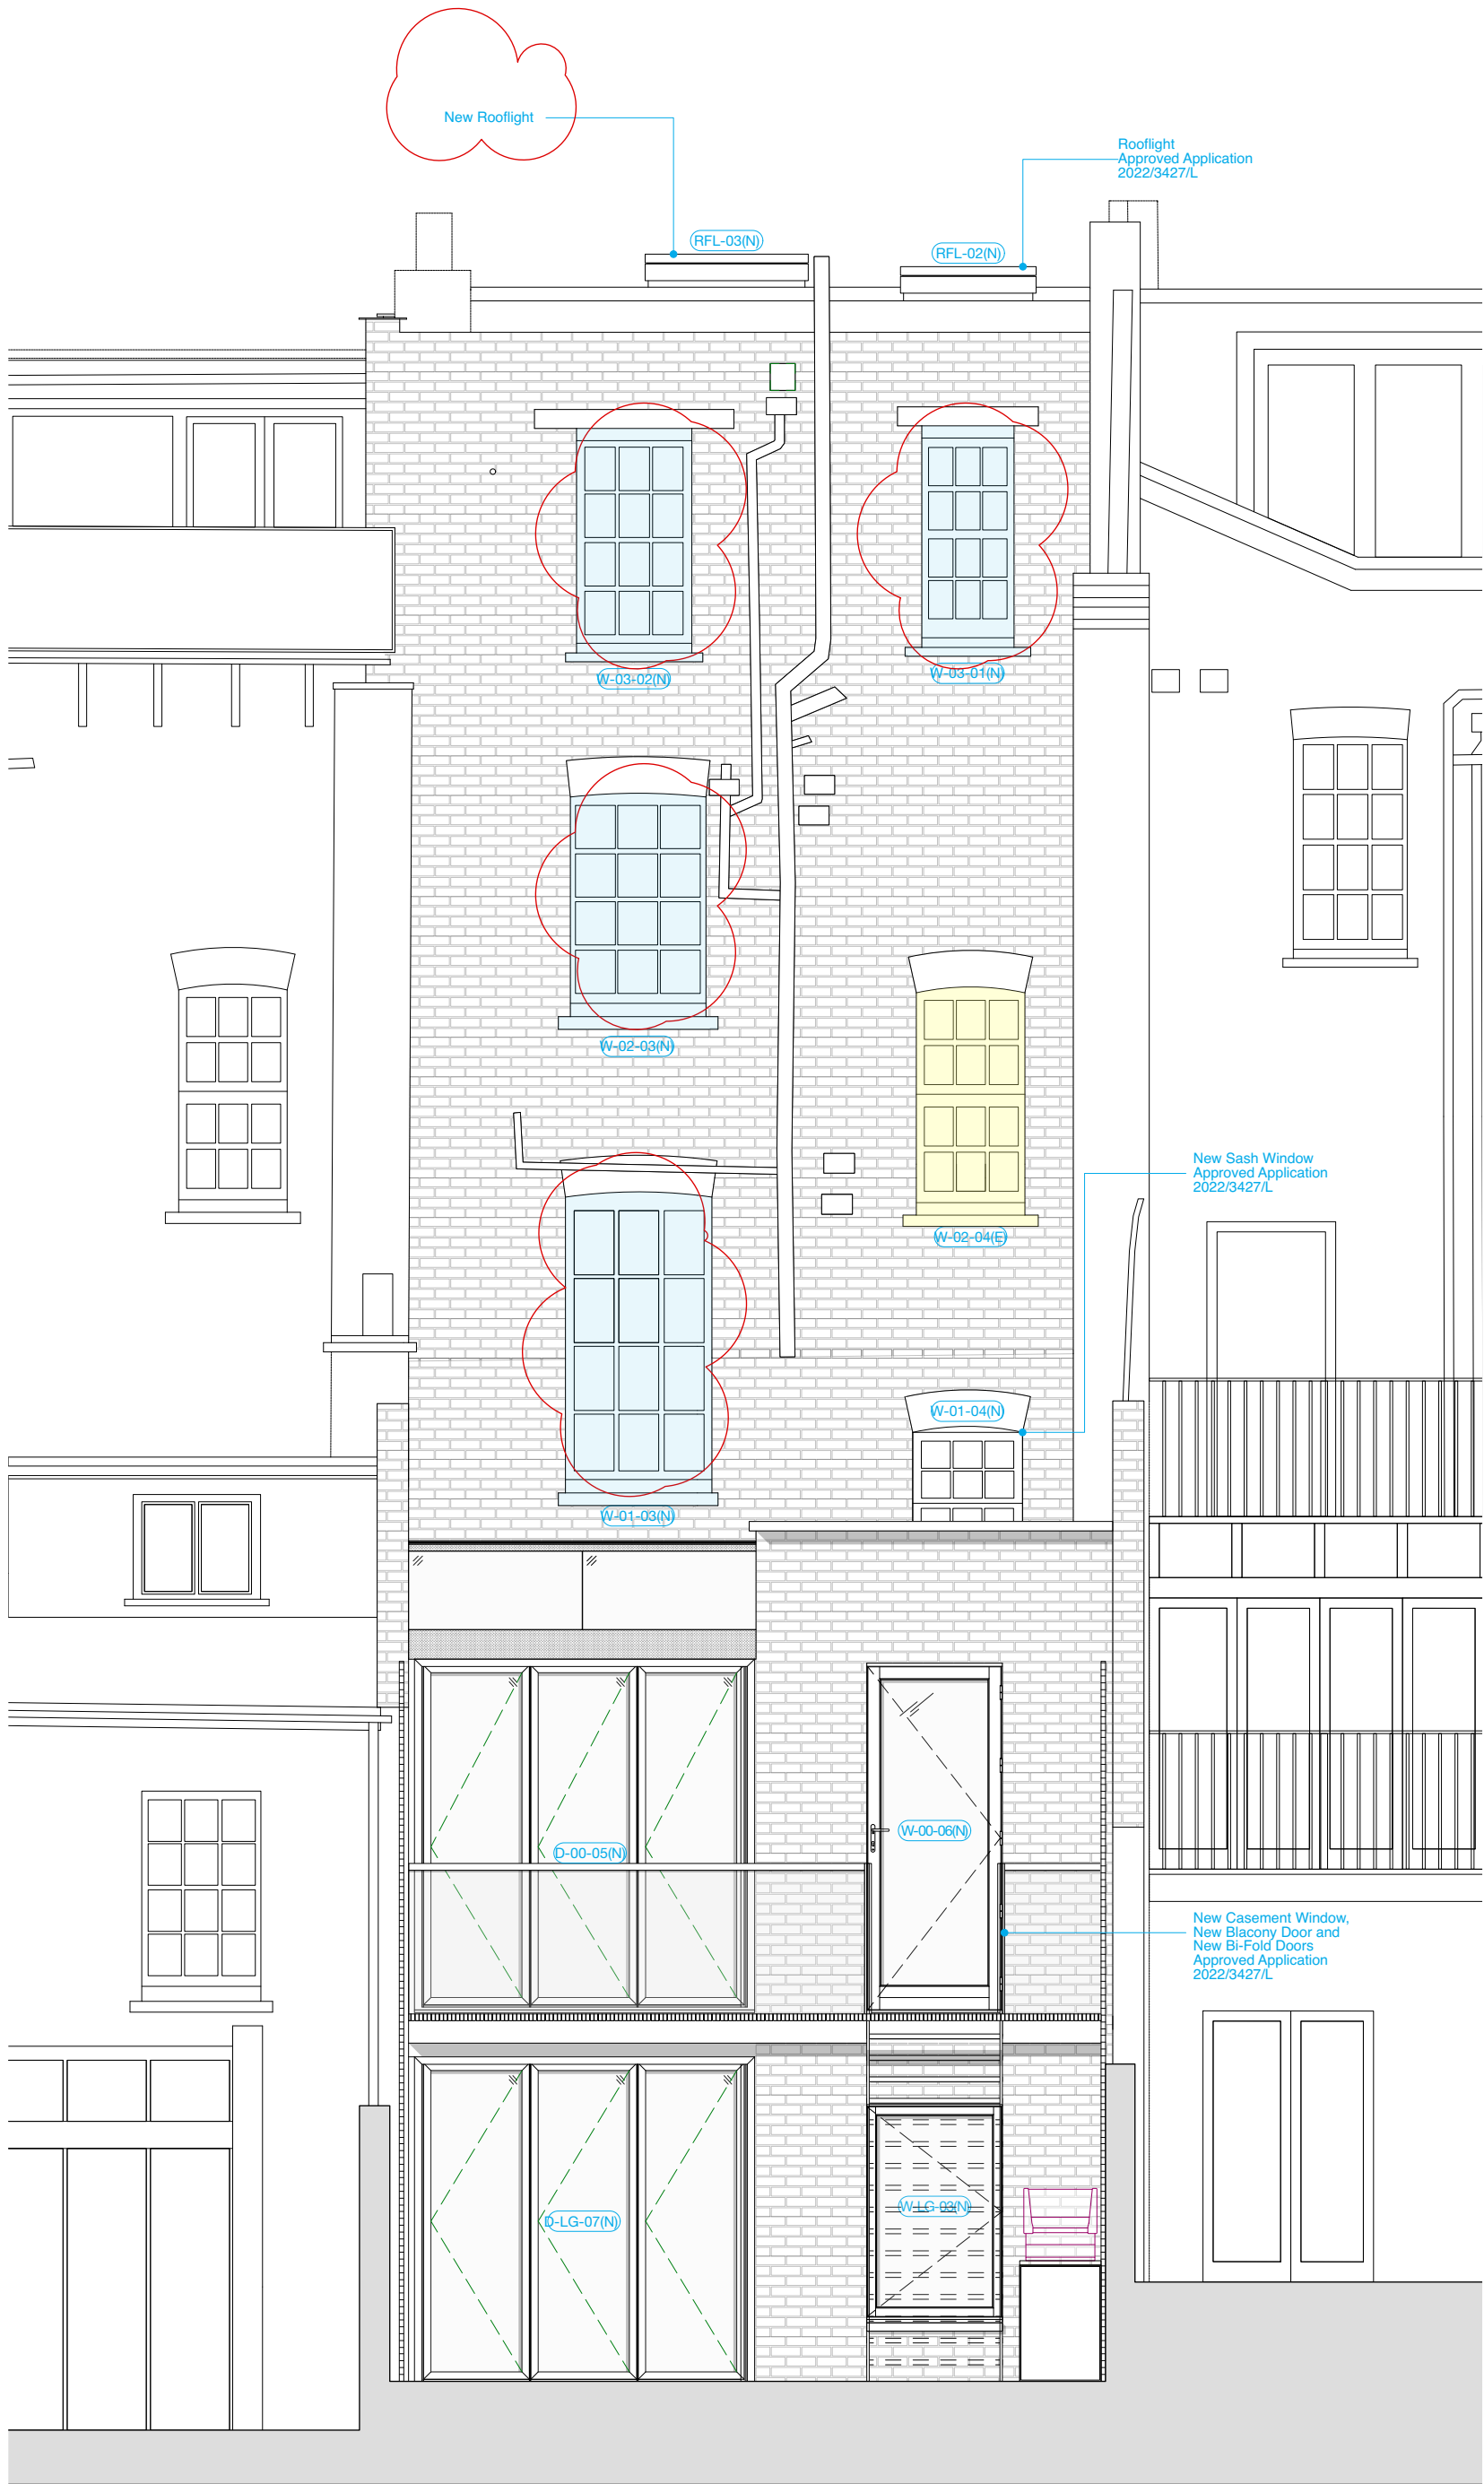 New Rooflight
Rooflight
Approved Application
2022/3427/L
RFL-03(N)
RFL-02(N)
W-03-02(N)
W-03-01(N)
W-02-03(N)
New Sash Window
Approved Application
2022/3427/L
W-02-04(E)
W-01-04(N)
W-01-03(N)
W-00-06(N)
D-00-05(N)
New Casement Window,
New Blacony Door and
New Bi-Fold Doors
Approved Application
2022/3427/L
W-LG-03(N)
D-LG-07(N)